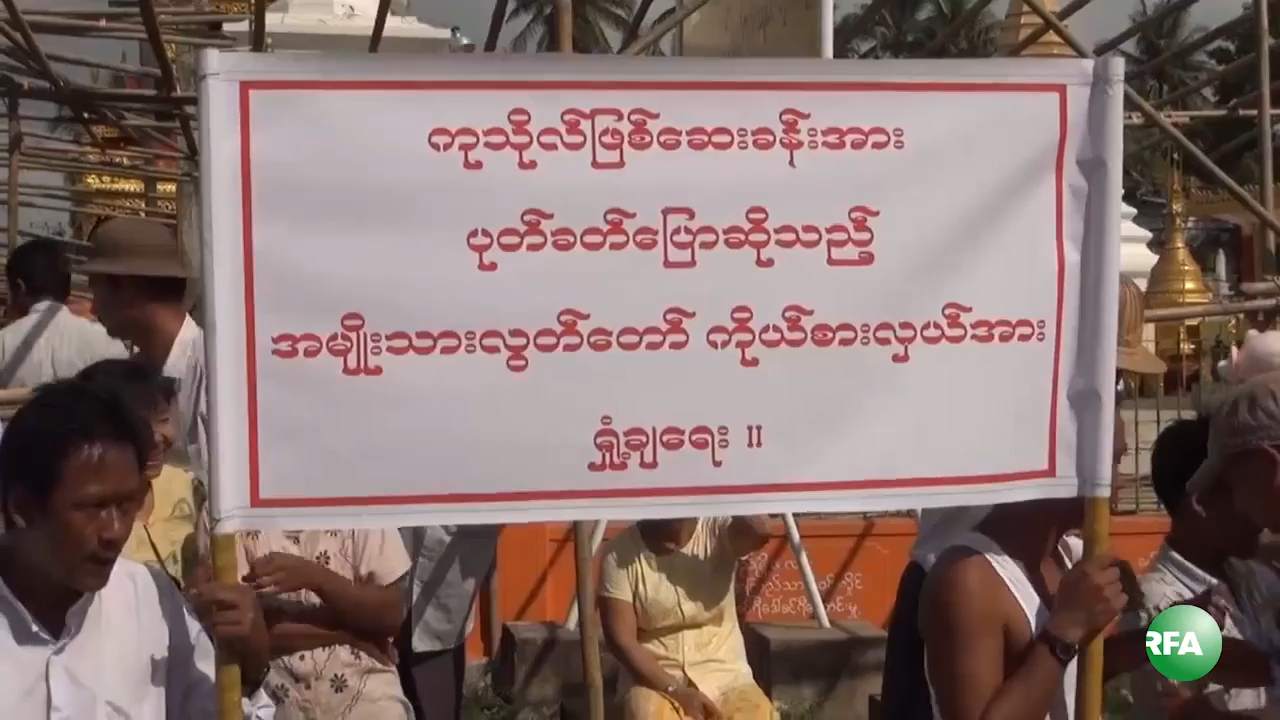 ကုသိုလ်ဖြစ်ဆေးခန်းအား
ပုတ်ခတ်ပြောဆိုသည့်
အမျိုးသားလွှတ်တော် ကိုယ်စားလှယ်အား
ရှုံ့ချရေး ။
RFA